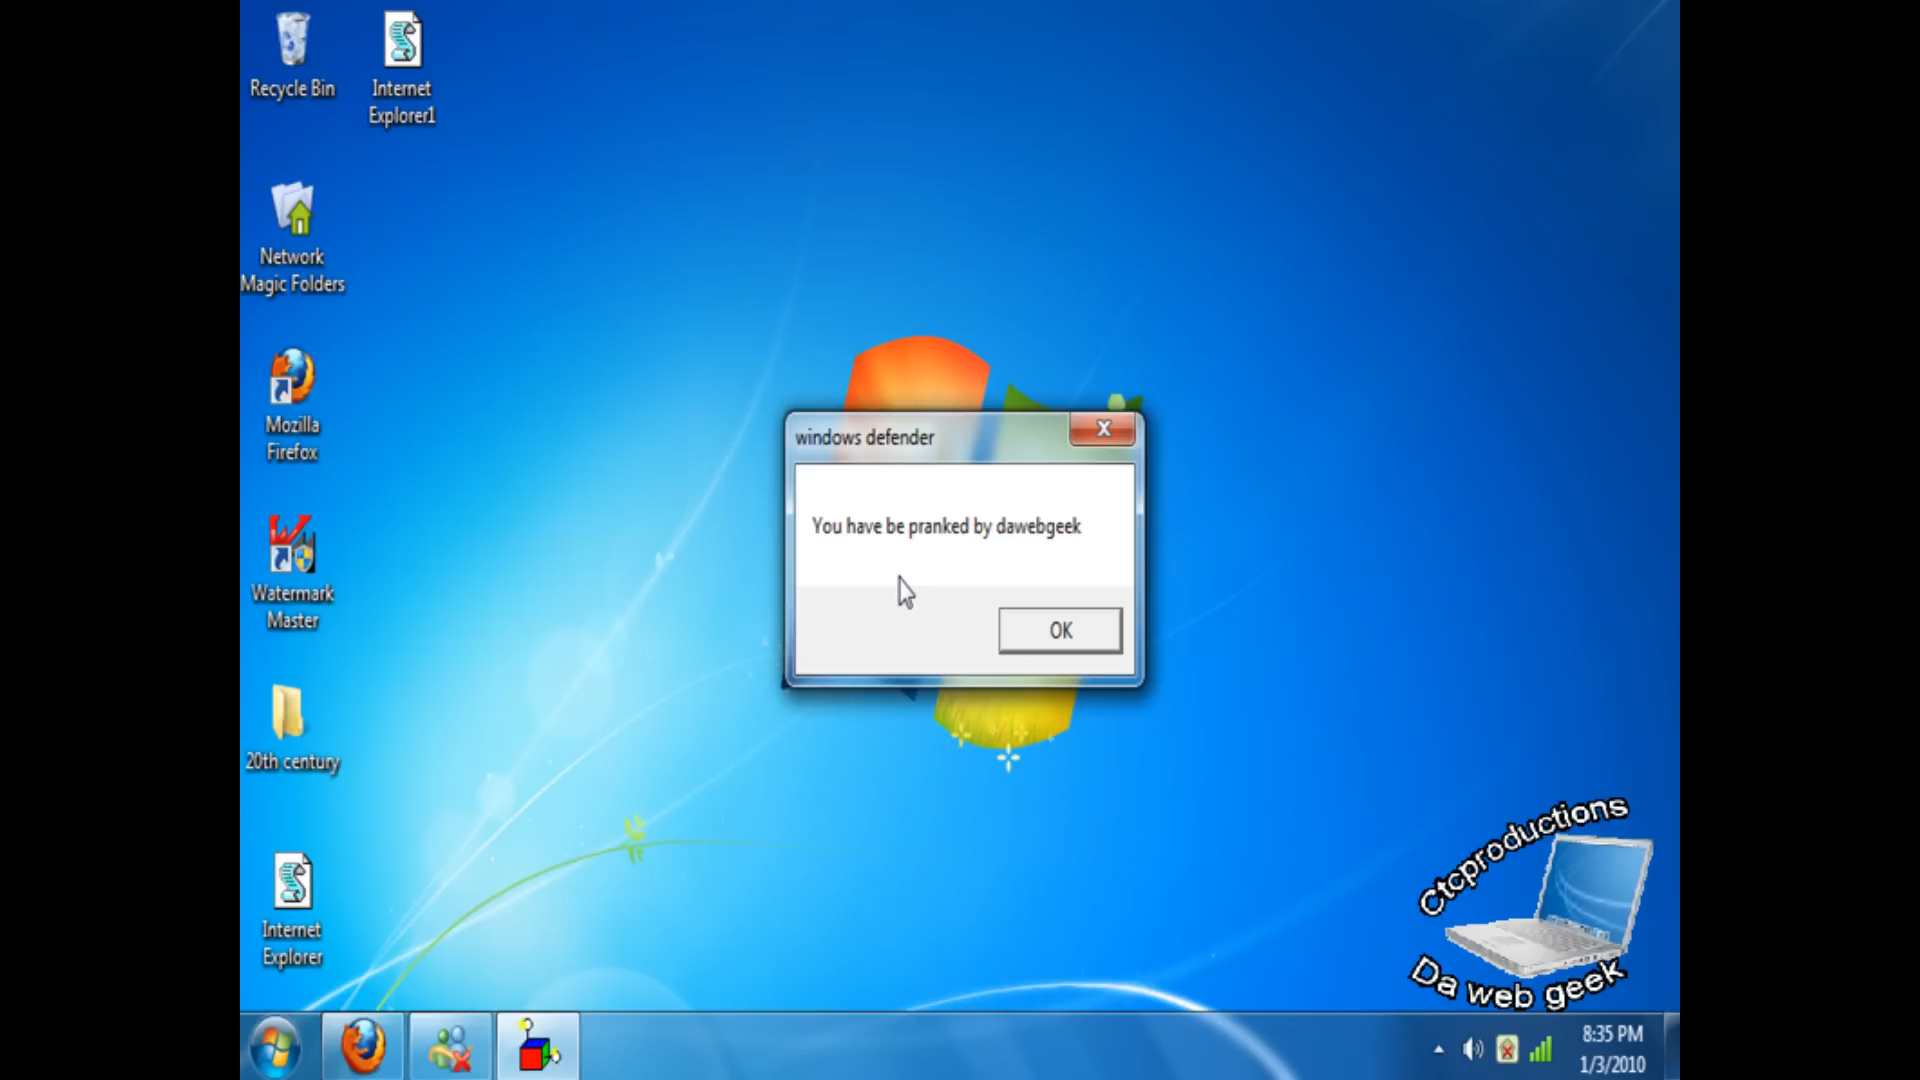 Recycle Bin
Internet
Explorer1
Network
Magic Folders
Mozilla
Firefox
Watermark
Master
20th century
Internet
Explorer
windows defender
X
You have be pranked by dawebgeek
OK
Ctcproductions
Da web geek
8:35 PM
1/3/2010